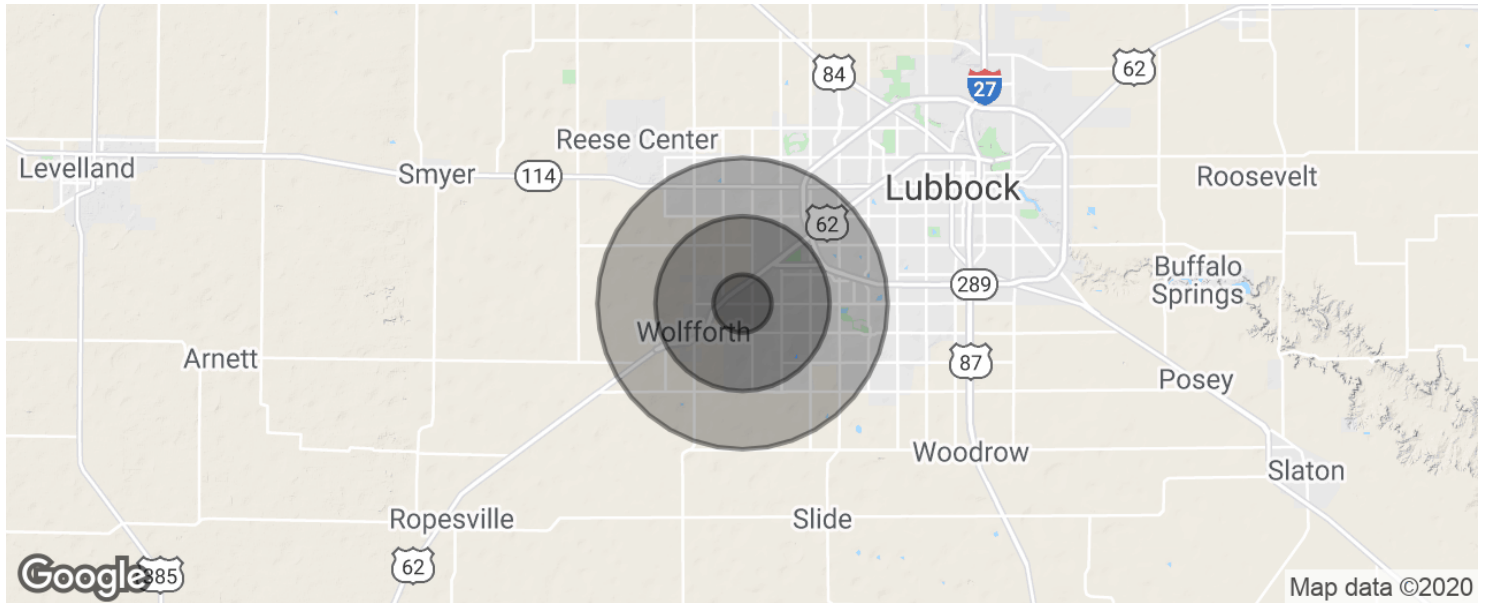 84
62
27
Reese Center
Levelland
Smyer
114
Roosevelt
Lubbock
62
Buffalo
Springs
289
Wolfforth
Arnett
87
Posey
Woodrow
Slaton
Ropesville
Slide
62
Google
385
Map data ©2020